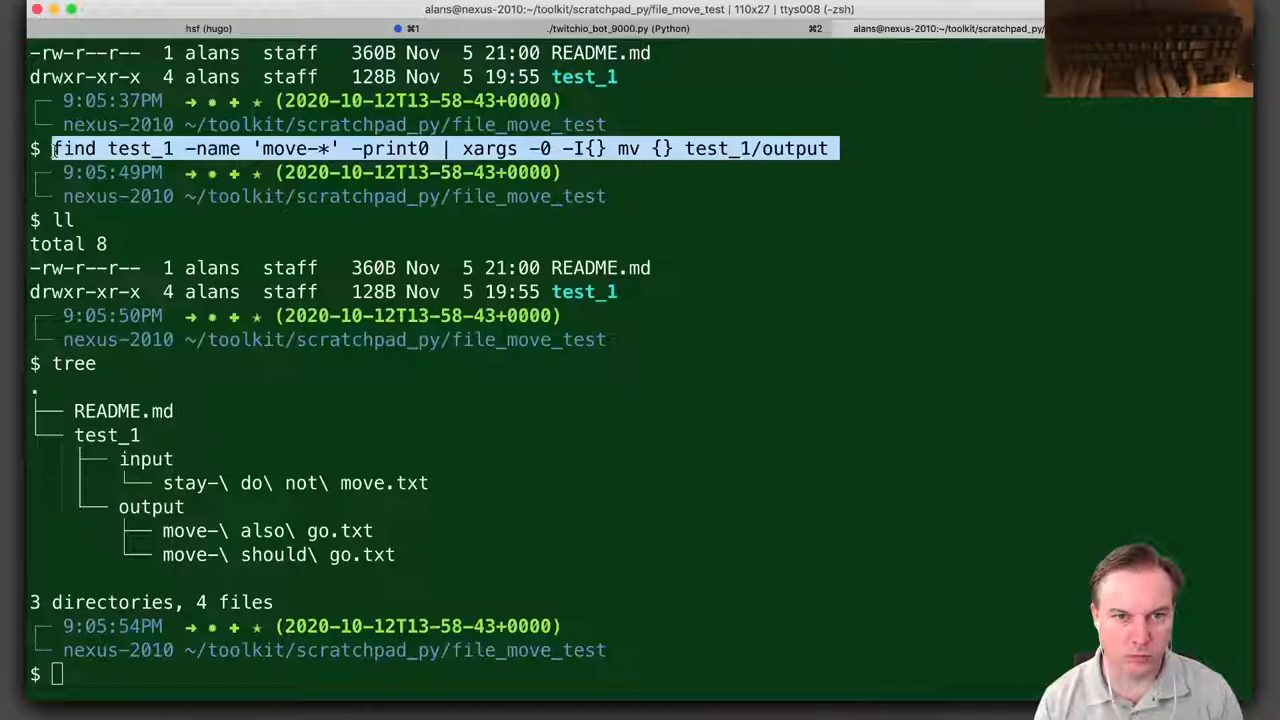 alans@nexus-2010:~/toolkit/scratchpad_py/file_move_test | 110x27 | ttys008 (-zsh)
hsf (hugo) ⌘1 ./twitchio_bot_9000.py (Python) ⌘2 alans@nexus-2010:~/toolkit/scratchpad_py/
-rw-r--r-- 1 alans staff 360B Nov 5 21:00 README.md
drwxr-xr-x 4 alans staff 128B Nov 5 19:55 test_1
┌─ 9:05:37PM ➜ ✹ ✚ ★ (2020-10-12T13-58-43+0000)
└─ nexus-2010 ~/toolkit/scratchpad_py/file_move_test
$ find test_1 -name 'move-*' -print0 | xargs -0 -I{} mv {} test_1/output
┌─ 9:05:49PM ➜ ✹ ✚ ★ (2020-10-12T13-58-43+0000)
└─ nexus-2010 ~/toolkit/scratchpad_py/file_move_test
$ ll
total 8
-rw-r--r-- 1 alans staff 360B Nov 5 21:00 README.md
drwxr-xr-x 4 alans staff 128B Nov 5 19:55 test_1
┌─ 9:05:50PM ➜ ✹ ✚ ★ (2020-10-12T13-58-43+0000)
└─ nexus-2010 ~/toolkit/scratchpad_py/file_move_test
$ tree
.
├── README.md
└── test_1
├── input
│ └── stay-\ do\ not\ move.txt
└── output
├── move-\ also\ go.txt
└── move-\ should\ go.txt
3 directories, 4 files
┌─ 9:05:54PM ➜ ✹ ✚ ★ (2020-10-12T13-58-43+0000)
└─ nexus-2010 ~/toolkit/scratchpad_py/file_move_test
$